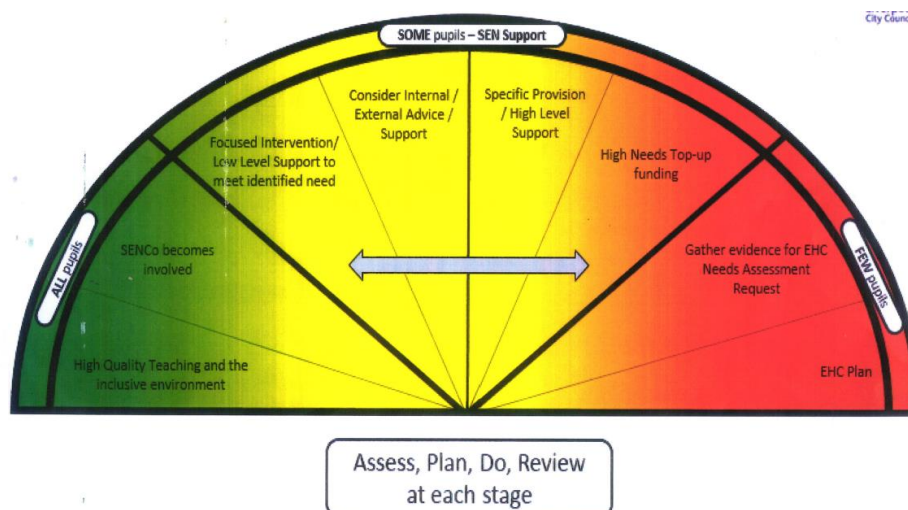 City Counc
SOME pupils – SEN Support
Consider Internal /
External Advice /
Support
Specific Provision
/ High Level
Support
Focused Intervention/
Low Level Support to
meet identified need
High Needs Top-up
funding
ALL pupils
SENCo becomes
involved
Gather evidence for EHC
Needs Assessment
Request
FEW pupils
High Quality Teaching and the
inclusive environment
EHC Plan
Assess, Plan, Do, Review
at each stage